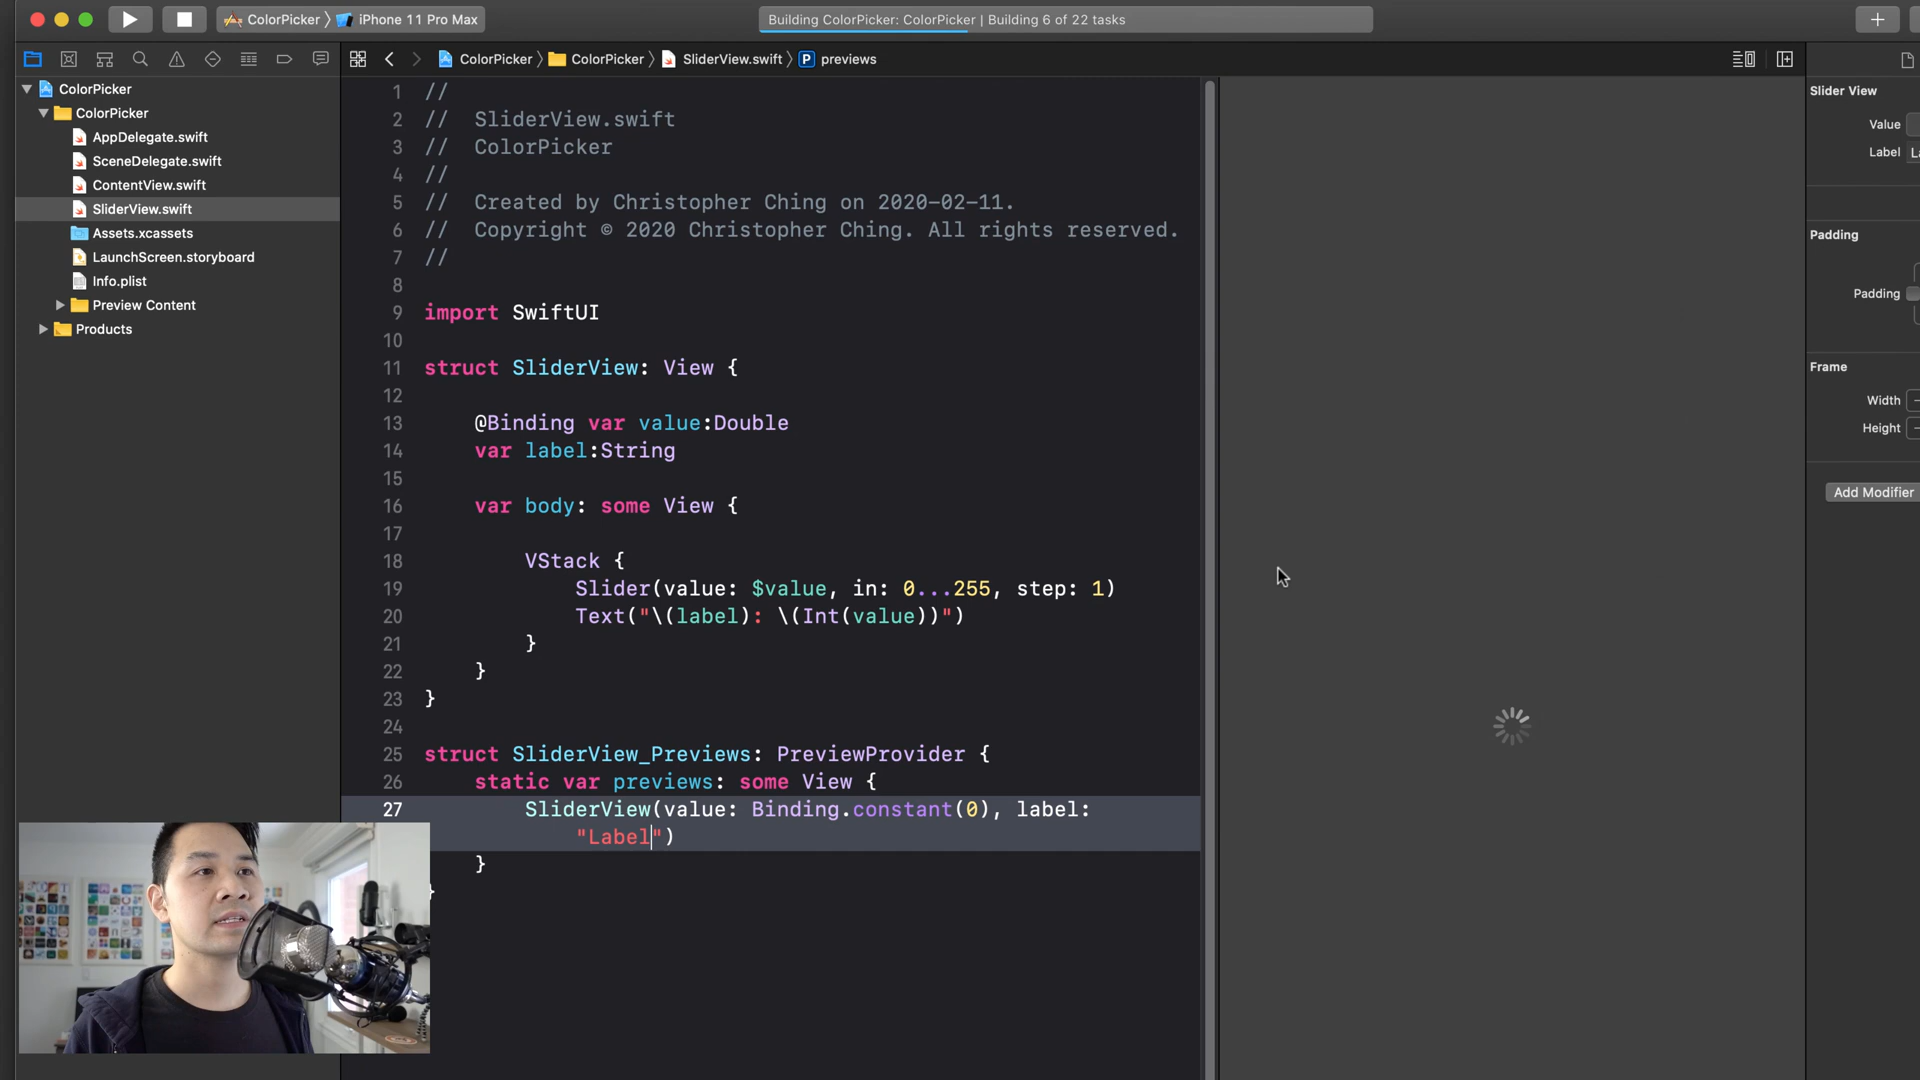 ColorPicker 〉 iPhone 11 Pro Max
Building ColorPicker: ColorPicker | Building 6 of 22 tasks
ColorPicker 〉 ColorPicker 〉 SliderView.swift 〉 P previews
ColorPicker
ColorPicker
AppDelegate.swift
SceneDelegate.swift
ContentView.swift
SliderView.swift
Assets.xcassets
LaunchScreen.storyboard
Info.plist
Preview Content
Products
1 //
2 //  SliderView.swift
3 //  ColorPicker
4 //
5 //  Created by Christopher Ching on 2020-02-11.
6 //  Copyright © 2020 Christopher Ching. All rights reserved.
7 //
8
9 import SwiftUI
10
11 struct SliderView: View {
12
13     @Binding var value:Double
14     var label:String
15
16     var body: some View {
17
18         VStack {
19             Slider(value: $value, in: 0...255, step: 1)
20             Text("\(label): \(Int(value))")
21         }
22     }
23 }
24
25 struct SliderView_Previews: PreviewProvider {
26     static var previews: some View {
27         SliderView(value: Binding.constant(0), label:
"Label")
}
}
Slider View
Value
Label
Padding
Padding
Frame
Width
Height
Add Modifier